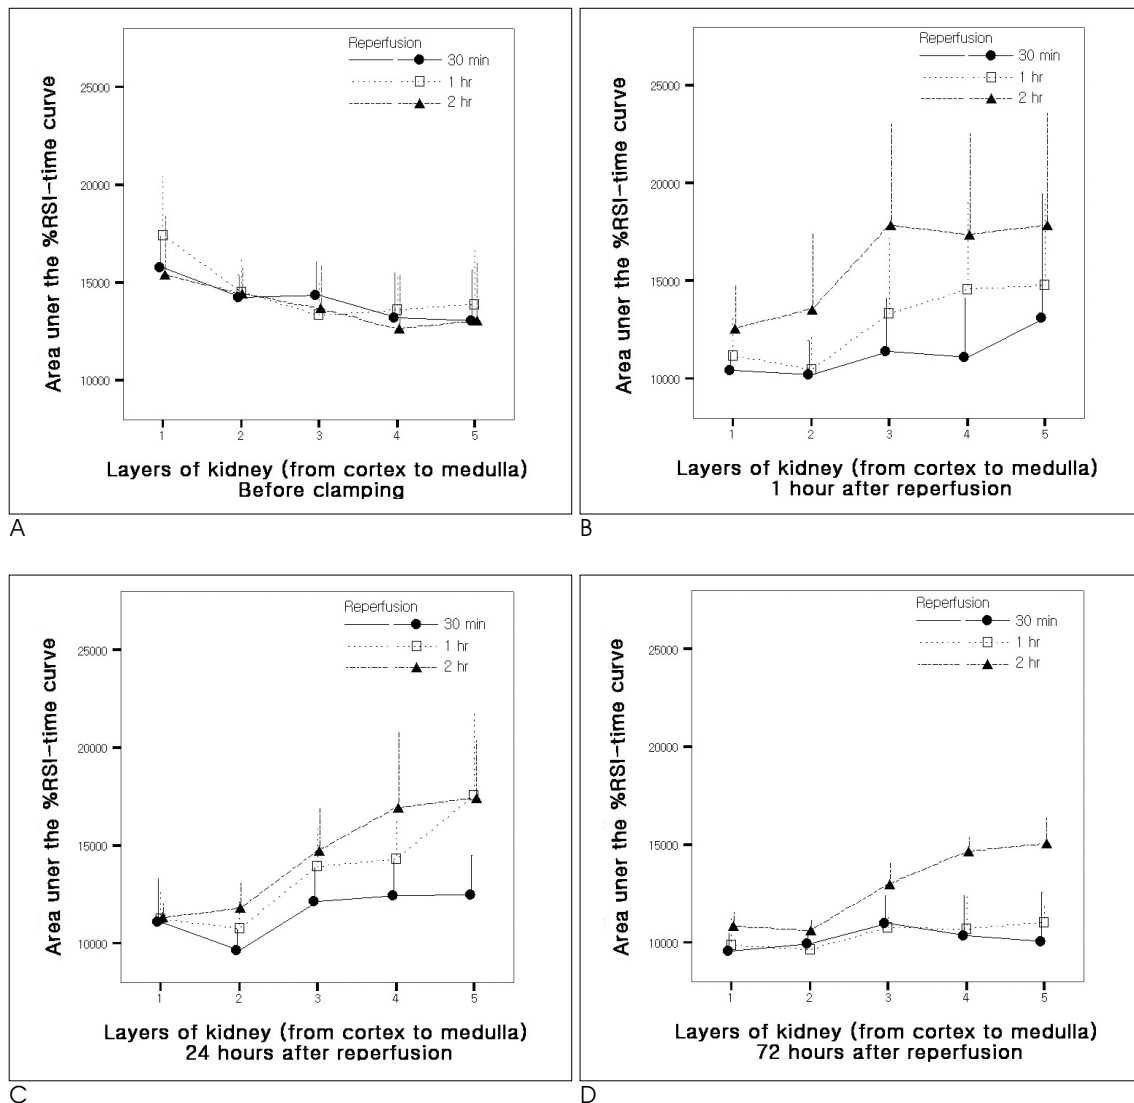 Reperfusion
30 min
1 hr
2 hr
Area uner the %RSI-time curve
25000
20000
15000
10000
1 2 3 4 5
Layers of kidney (from cortex to medulla)
Before clamping
A
Reperfusion
30 min
1 hr
2 hr
Area uner the %RSI-time curve
25000
20000
15000
10000
1 2 3 4 5
Layers of kidney (from cortex to medulla)
1 hour after reperfusion
B
Reperfusion
30 min
1 hr
2 hr
Area uner the %RSI-time curve
25000
20000
15000
10000
1 2 3 4 5
Layers of kidney (from cortex to medulla)
24 hours after reperfusion
C
Reperfusion
30 min
1 hr
2 hr
Area uner the %RSI-time curve
25000
20000
15000
10000
1 2 3 4 5
Layers of kidney (from cortex to medulla)
72 hours after reperfusion
D